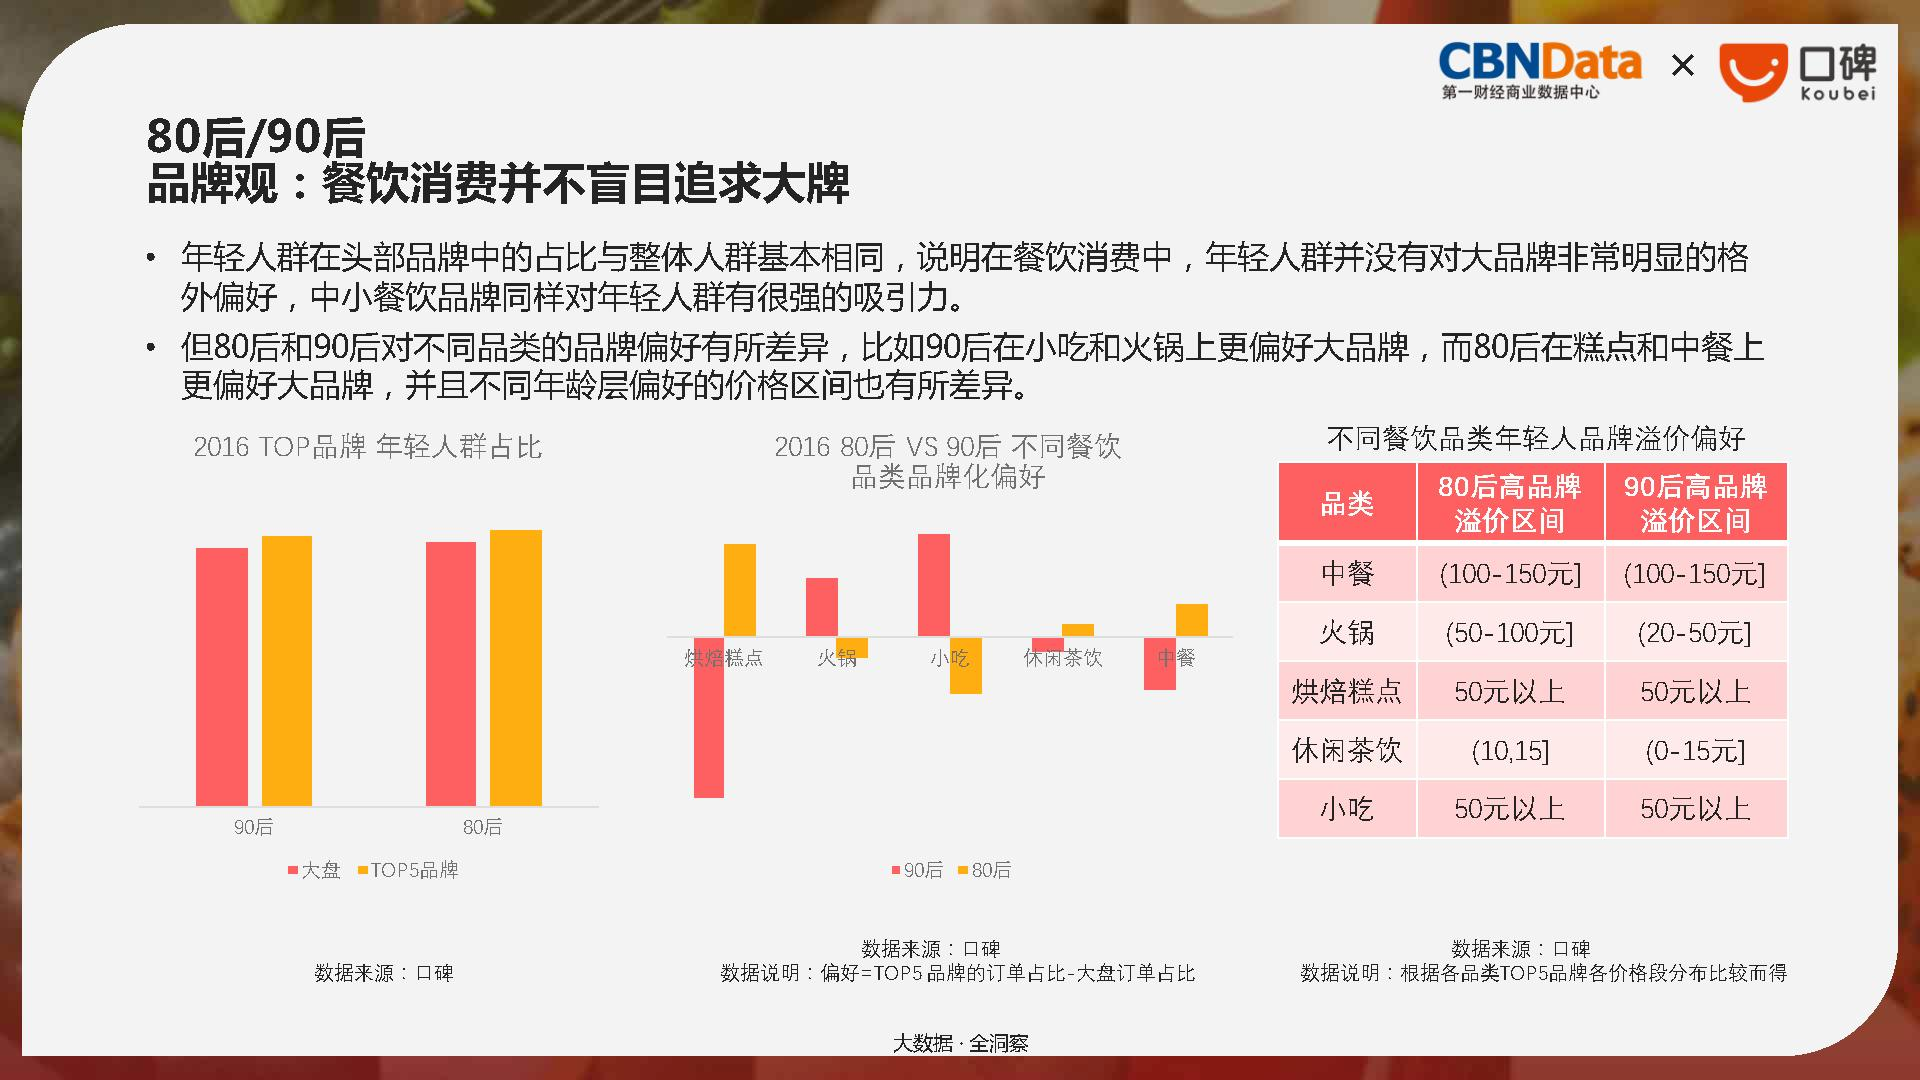 CBNData
第一财经商业数据中心
×
口碑
Koubei
80后/90后
品牌观：餐饮消费并不盲目追求大牌
• 年轻人群在头部品牌中的占比与整体人群基本相同，说明在餐饮消费中，年轻人群并没有对大品牌非常明显的格
外偏好，中小餐饮品牌同样对年轻人群有很强的吸引力。
• 但80后和90后对不同品类的品牌偏好有所差异，比如90后在小吃和火锅上更偏好大品牌，而80后在糕点和中餐上
更偏好大品牌，并且不同年龄层偏好的价格区间也有所差异。
2016 TOP品牌 年轻人群占比
90后 80后
大盘 TOP5品牌
数据来源：口碑
2016 80后 VS 90后 不同餐饮
品类品牌化偏好
烘焙糕点 火锅 小吃 休闲茶饮 中餐
90后 80后
数据来源：口碑
数据说明：偏好=TOP5品牌的订单占比-大盘订单占比
不同餐饮品类年轻人品牌溢价偏好
品类 80后高品牌溢价区间 90后高品牌溢价区间
中餐 (100-150元] (100-150元]
火锅 (50-100元] (20-50元]
烘焙糕点 50元以上 50元以上
休闲茶饮 (10,15] (0-15元]
小吃 50元以上 50元以上
数据来源：口碑
数据说明：根据各品类TOP5品牌各价格段分布比较而得
大数据·全洞察